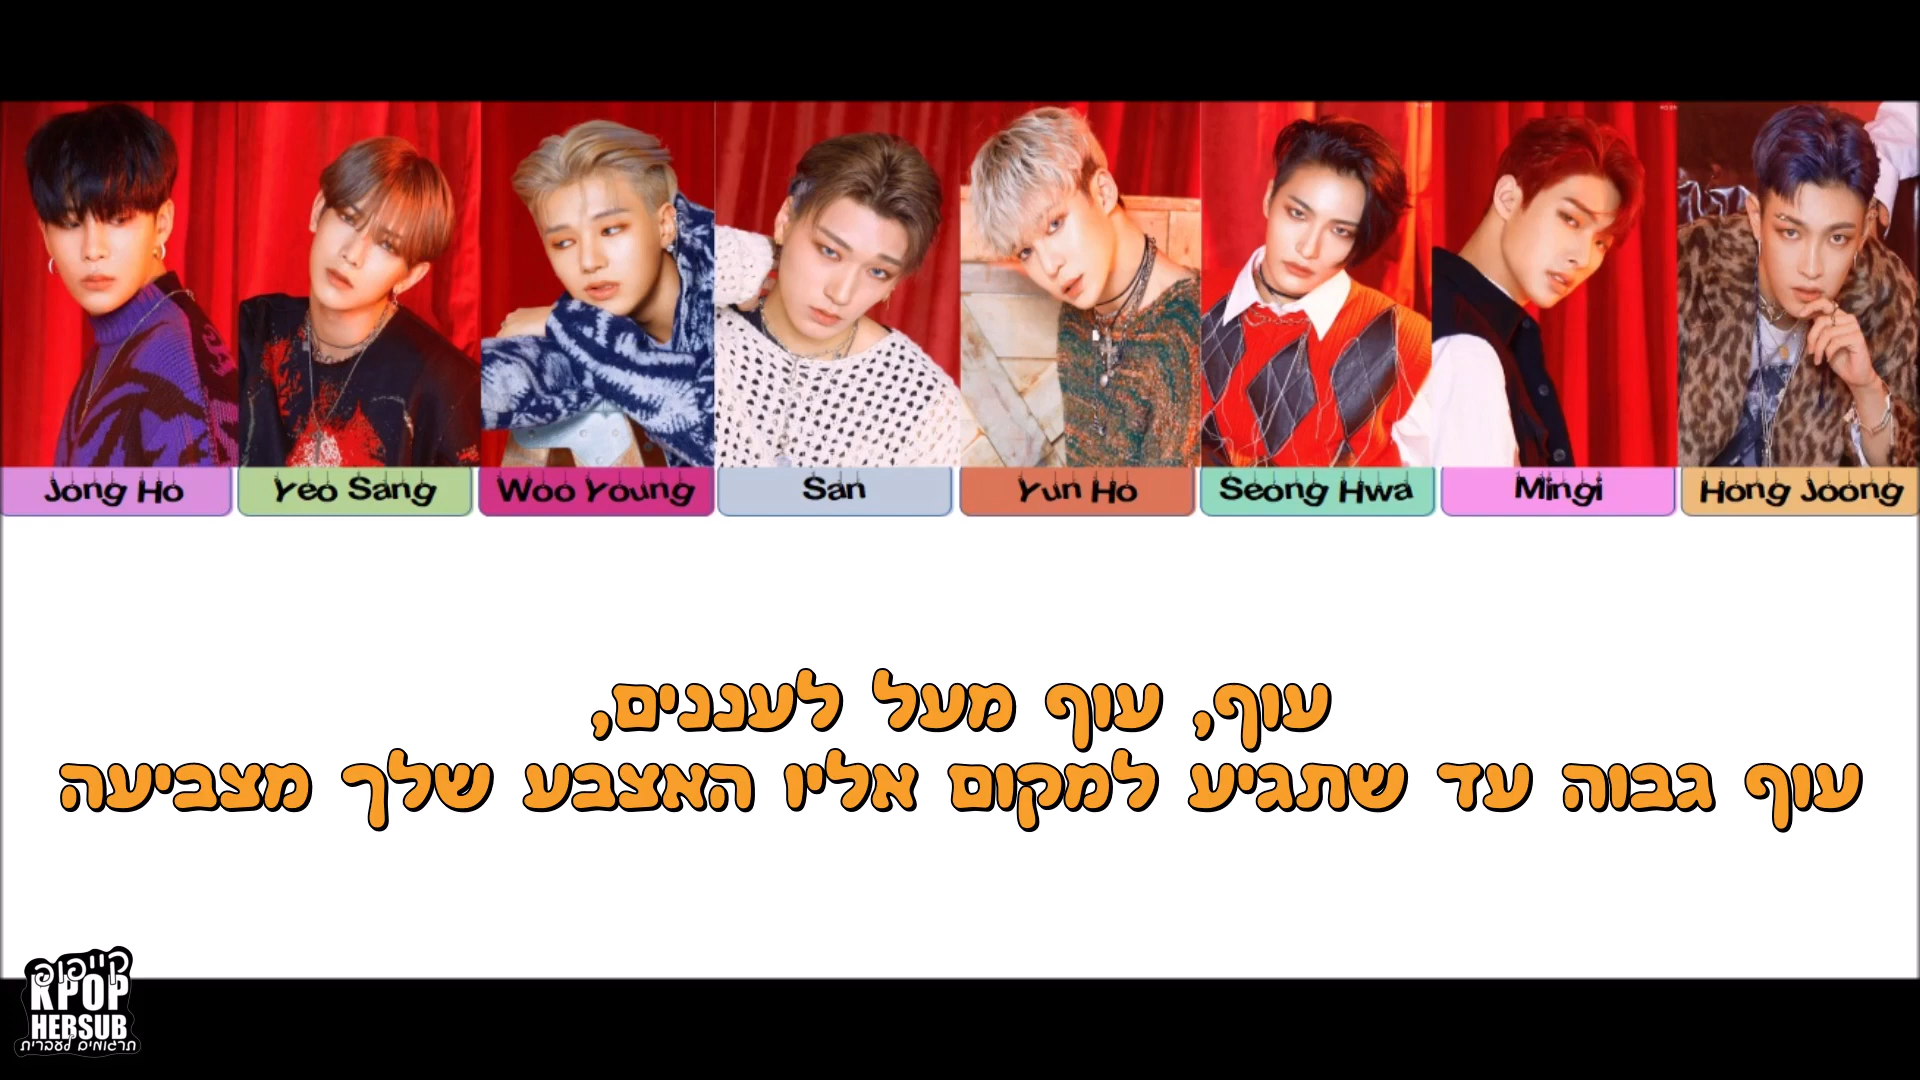 Jong Ho
Yeo Sang
Woo Young
San
Yun Ho
Seong Hwa
Mingi
Hong Joong
עוף, עוף מעל לעננים,
עוף גבוה עד שתגיע למקום אליו האצבע שלך מצביעה
קייפופ
KPOP
HEBSUB
תרגומים לעברית